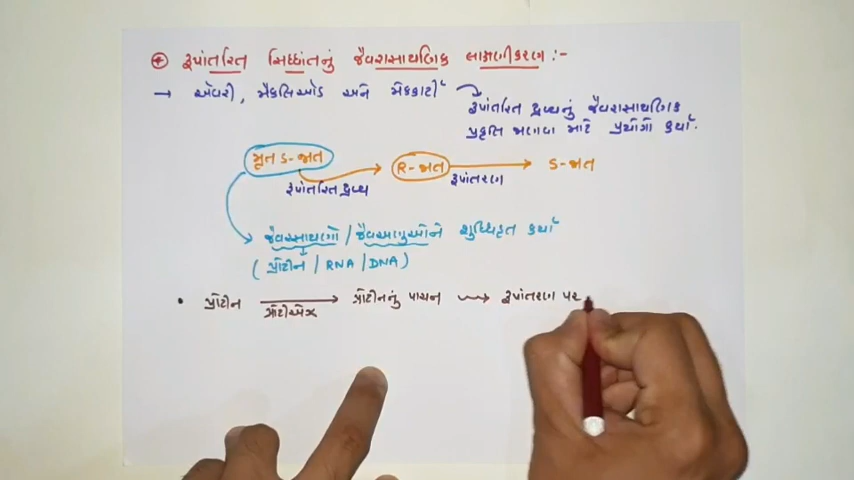 રૂપાંતરિત સિદ્ધાંતનું જૈવરાસાયણિક લાક્ષણીકરણ :-
→ એવરી, મૈકલિઓડ અને મેકકાર્ટી
રૂપાંતરિત દ્રવ્યનું જૈવરાસાયણિક
પ્રકૃતિ જાણવા માટે પ્રયોગો કર્યાં.
મૃત S-જાત → R-જાત → S-જાત
રૂપાંતરિત દ્રવ્ય રૂપાંતરણ
જૈવરસાયણો / જૈવઅણુઓને શુધ્ધિકૃત કર્યાં
(પ્રોટીન / RNA / DNA)
• પ્રોટીન → પ્રોટીનનું પાચન ⇝ રૂપાંતરણ પર
પ્રોટીએઝ